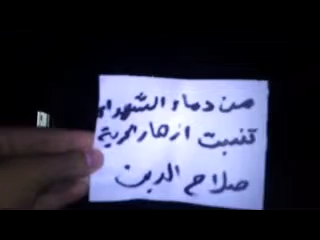 من دماء الشهداء
تنبت ازهار الحرية
صلاح الدين